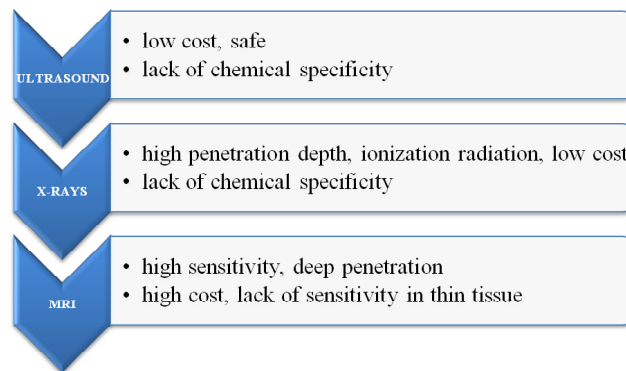 ULTRASOUND
• low cost, safe
• lack of chemical specificity
X-RAYS
• high penetration depth, ionization radiation, low cost
• lack of chemical specificity
MRI
• high sensitivity, deep penetration
• high cost, lack of sensitivity in thin tissue